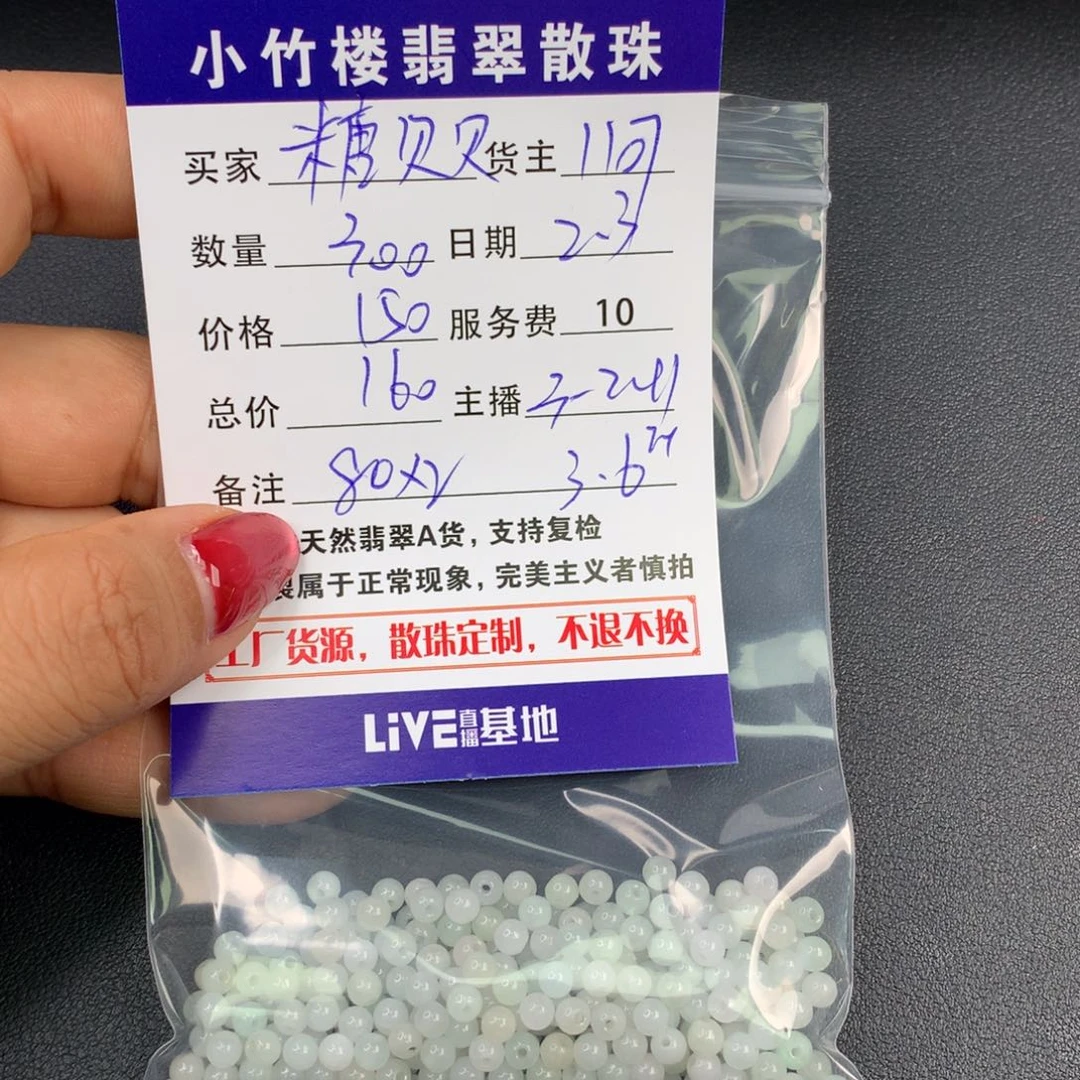 小竹楼翡翠散珠
买家 糖贝贝 货主
数量 300 日期 2-3
价格 150 服务费 10
总价 160 主播
备注 80x2 3.6
天然翡翠A货，支持复检
属于正常现象，完美主义者慎拍
工厂货源，散珠定制，不退不换
LiVE直播基地